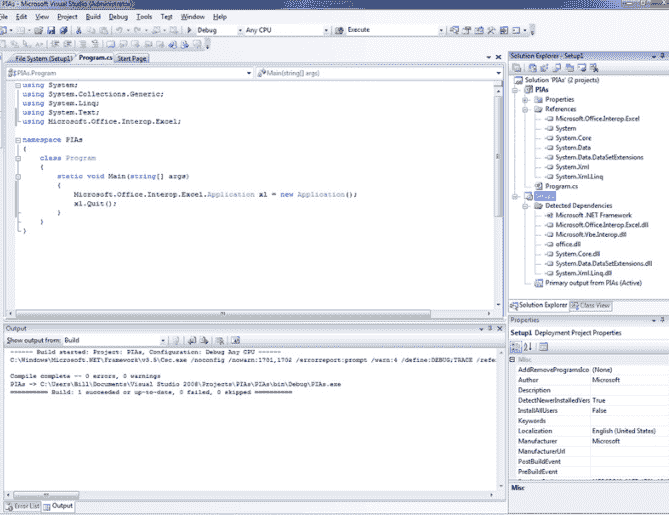 PIAs - Microsoft Visual Studio (Administrator)
File Edit View Project Build Debug Tools Test Window Help
Debug Any CPU Execute
File System (Setup1) Program.cs Start Page
PIAs.Program Main(string[] args)
using System;
using System.Collections.Generic;
using System.Linq;
using System.Text;
using Microsoft.Office.Interop.Excel;
namespace PIAs
{
class Program
{
static void Main(string[] args)
{
Microsoft.Office.Interop.Excel.Application xl = new Application();
xl.Quit();
}
}
}
Output
Show output from: Build
------ Build started: Project: PIAs, Configuration: Debug Any CPU ------
C:\Windows\Microsoft.NET\Framework\v3.5\Csc.exe /noconfig /nowarn:1701,1702 /errorreport:prompt /warn:4 /define:DEBUG;TRACE /refe
Compile complete -- 0 errors, 0 warnings
PIAs -> C:\Users\Bill\Documents\Visual Studio 2008\Projects\PIAs\PIAs\bin\Debug\PIAs.exe
========== Build: 1 succeeded or up-to-date, 0 failed, 0 skipped ==========
Error List Output
Solution Explorer - Setup1
Solution 'PIAs' (2 projects)
PIAs
Properties
References
Microsoft.Office.Interop.Excel
System
System.Core
System.Data
System.Data.DataSetExtensions
System.Xml
System.Xml.Linq
Program.cs
Setup1
Detected Dependencies
Microsoft .NET Framework
Microsoft.Office.Interop.Excel.dll
Microsoft.Vbe.Interop.dll
office.dll
System.Core.dll
System.Data.DataSetExtensions.dll
System.Xml.Linq.dll
Primary output from PIAs (Active)
Solution Explorer Class View
Properties
Setup1 Deployment Project Properties
Misc
AddRemoveProgramsIco (None)
Author Microsoft
Description
DetectNewerInstalledVers True
InstallAllUsers False
Keywords
Localization English (United States)
Manufacturer Microsoft
ManufacturerUrl
PostBuildEvent
PreBuildEvent
Misc